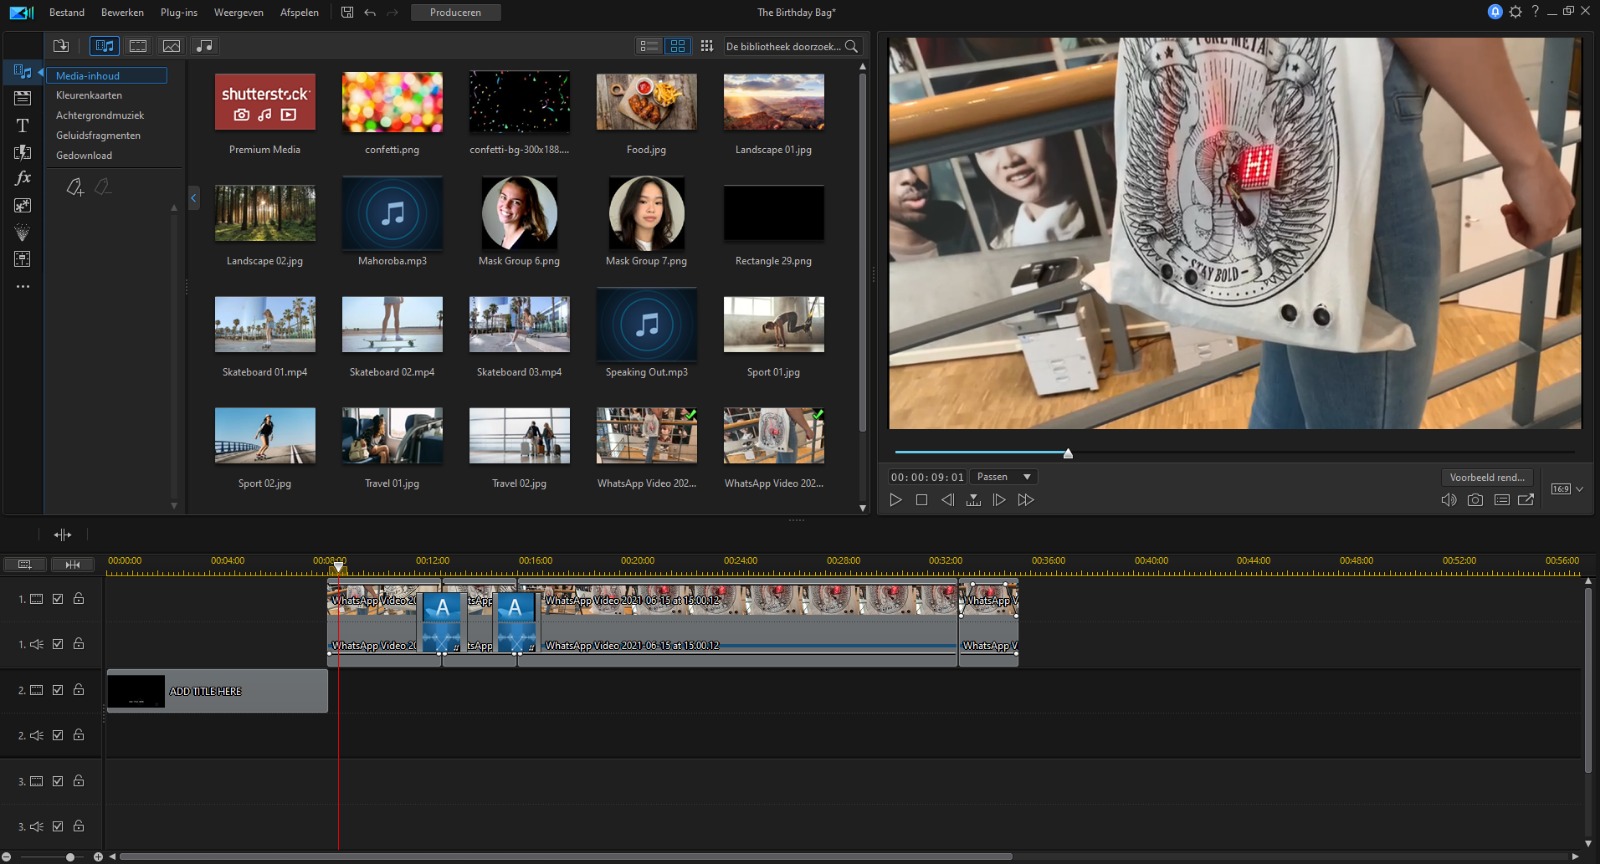 Bestand Bewerken Plug-ins Weergeven Afspelen Produceren The Birthday Bag*
De bibliotheek doorzoek...
Media-inhoud
Kleurenkaarten
Achtergrondmuziek
Geluidsfragmenten
Gedownload
shutterstock
Premium Media confetti.png confetti-bg-300x188.... Food.jpg Landscape 01.jpg
Landscape 02.jpg Mahoroba.mp3 Mask Group 6.png Mask Group 7.png Rectangle 29.png
Skateboard 01.mp4 Skateboard 02.mp4 Skateboard 03.mp4 Speaking Out.mp3 Sport 01.jpg
Sport 02.jpg Travel 01.jpg Travel 02.jpg WhatsApp Video 202... WhatsApp Video 202...
PURE META
H
STAY BOLD
00:00:09:01 Passen Voorbeeld rend...
16:9
00:00:00 00:04:00 00:08:00 00:12:00 00:16:00 00:20:00 00:24:00 00:28:00 00:32:00 00:36:00 00:40:00 00:44:00 00:48:00 00:52:00 00:56:00
1. WhatsApp Video 20 A tsApp A WhatsApp Video 2021-06-15 at 15.00.12 WhatsApp V
1. WhatsApp Video 20 tsApp WhatsApp Video 2021-06-15 at 15.00.12 WhatsApp V
2. ADD TITLE HERE
2.
3.
3.